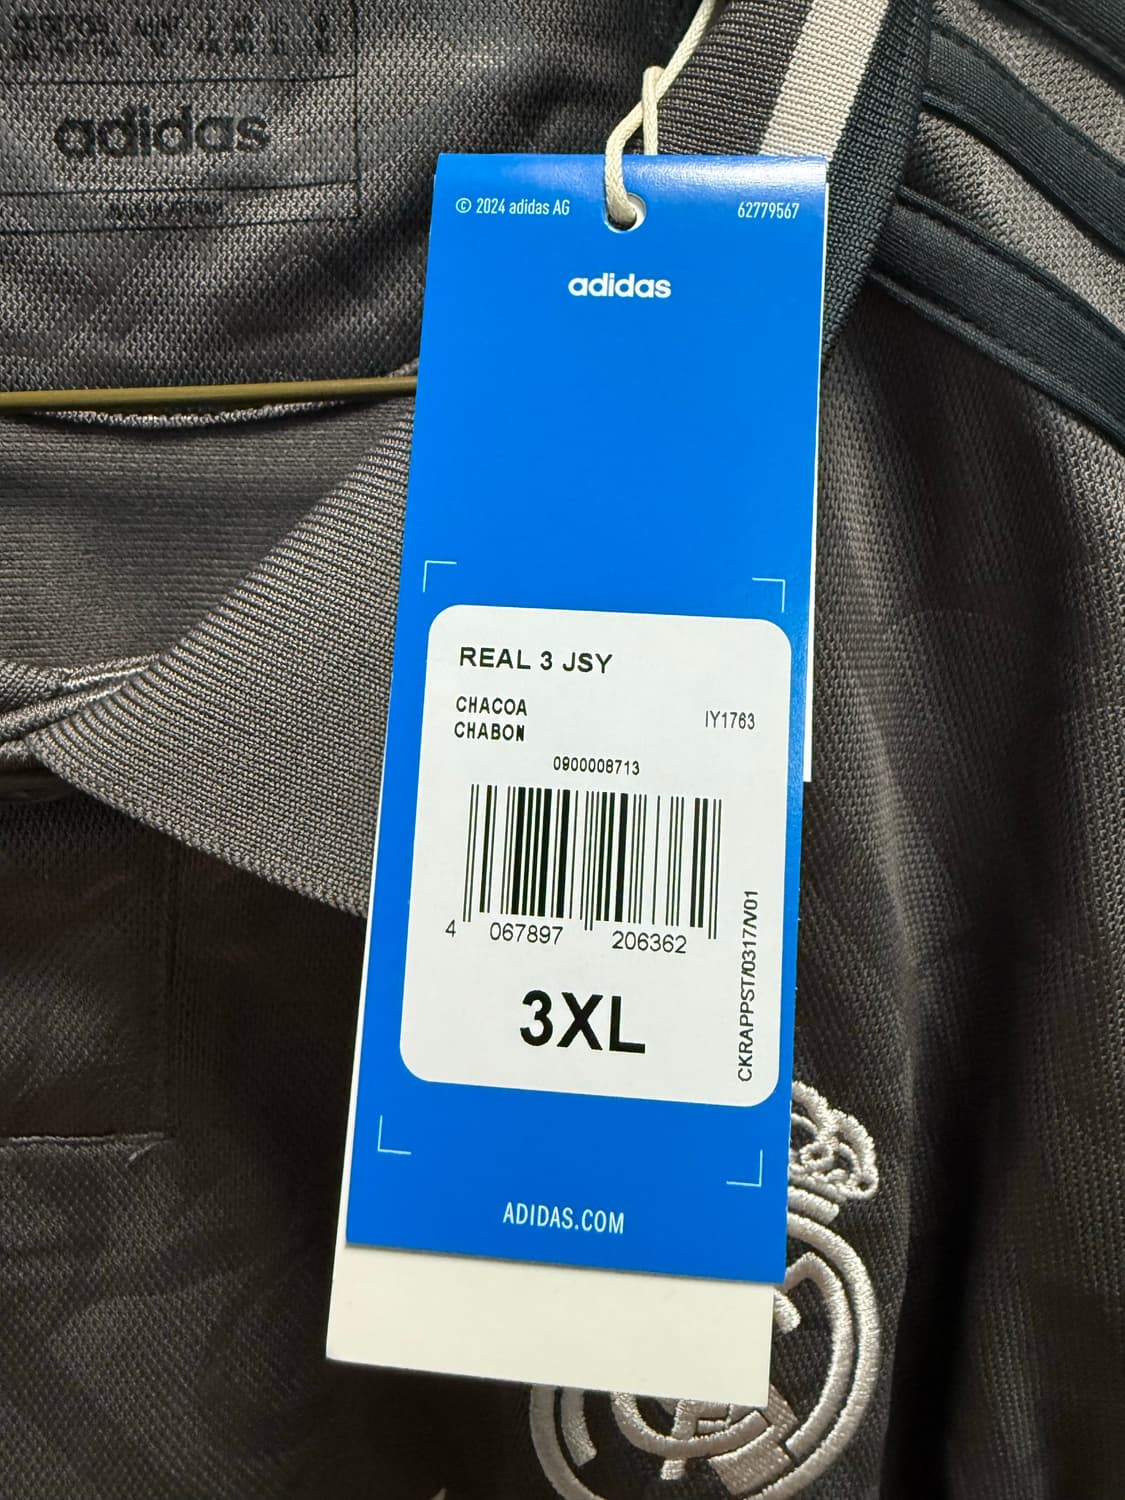 adidas
© 2024 adidas AG
62779567
adidas
REAL 3 JSY
CHACOA
CHABON
IY1763
0900008713
4 067897 206362
CKRAPPST/0317/V01
3XL
ADIDAS.COM